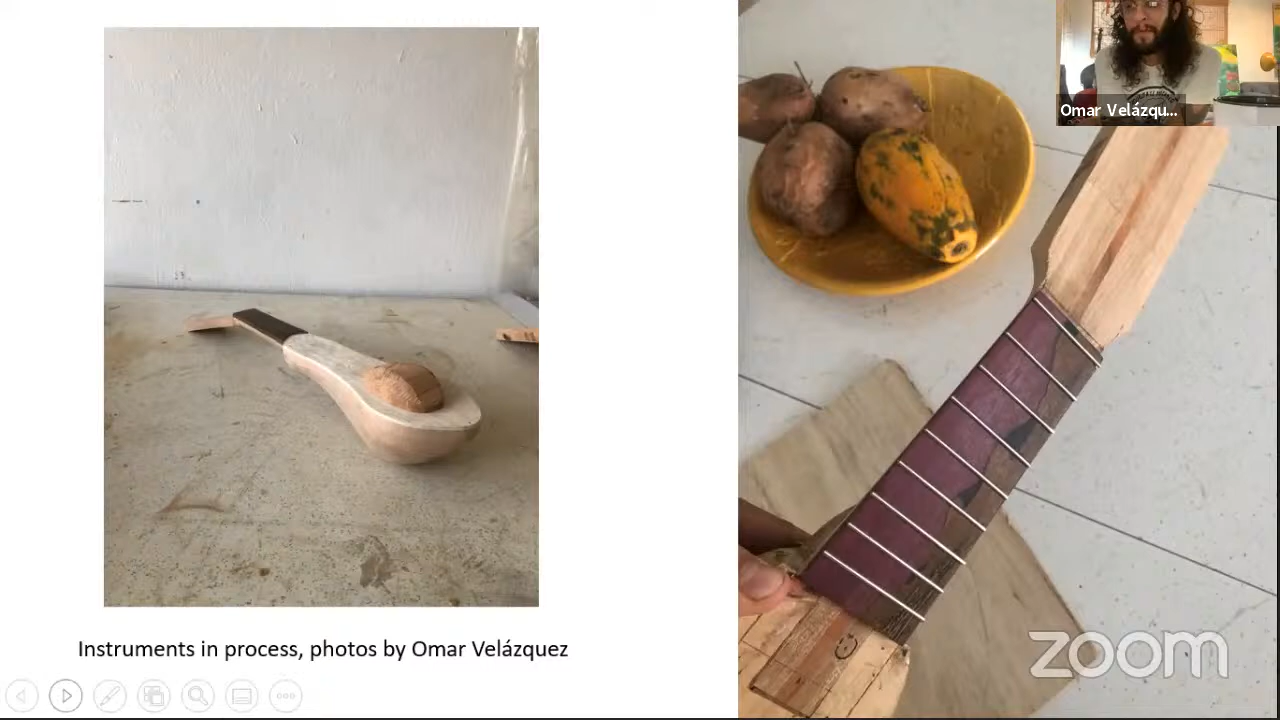 Omar Velázqu...
Instruments in process, photos by Omar Velázquez
zoom